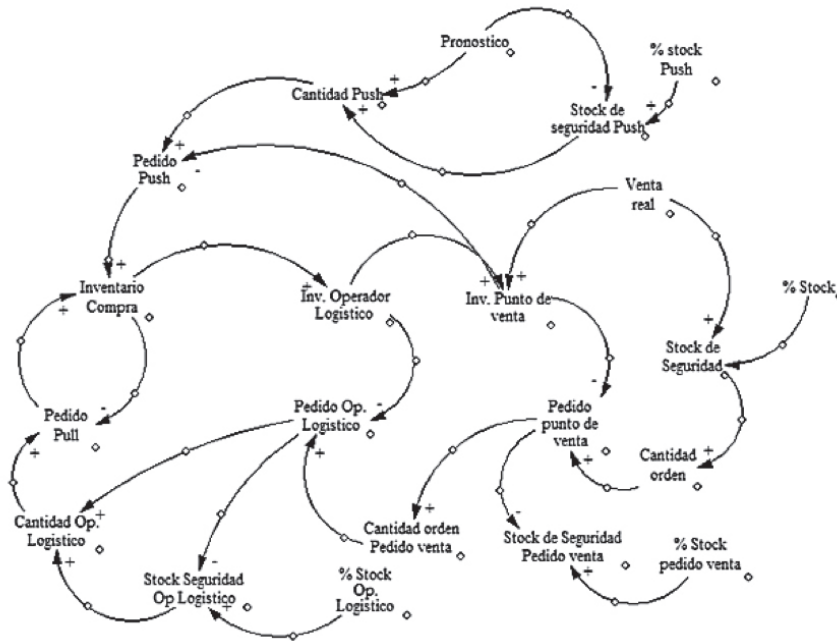 Pronostico
% stock
Push
Cantidad Push
Stock de
seguridad Push
Pedido
Push
Venta
real
Inventario
Compra
Inv. Operador
Logistico
Inv. Punto de
venta
% Stock
Stock de
Seguridad
Pedido
Pull
Pedido Op.
Logistico
Pedido
punto de
venta
Cantidad
orden
Cantidad Op.
Logistico
Cantidad orden
Pedido venta
Stock de Seguridad
Pedido venta
% Stock
pedido venta
Stock Seguridad
Op Logistico
% Stock
Op.
Logistico